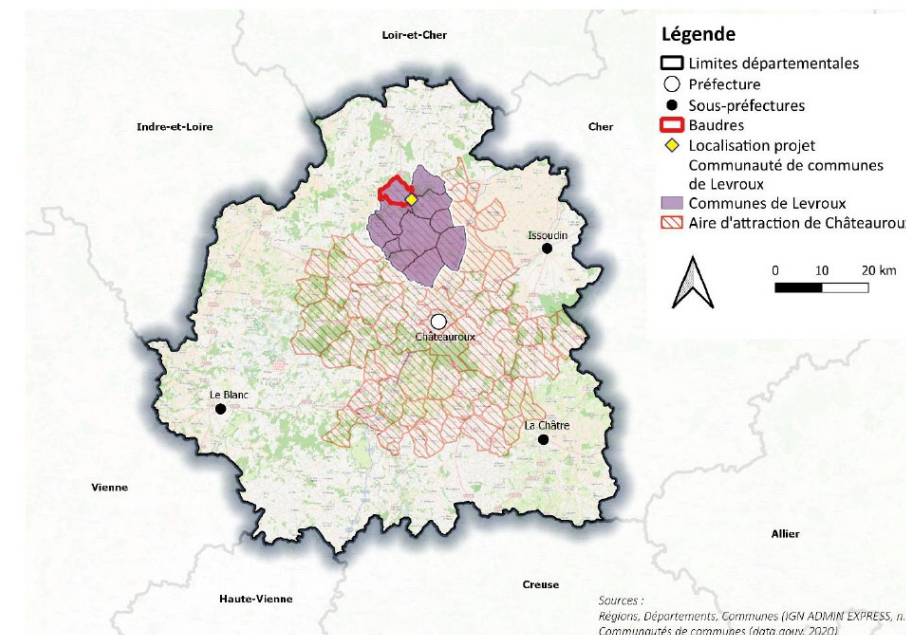 Loir-et-Cher
Indre-et-Loire
Cher
Issoudin
Châteauroux
Le Blanc
La Châtre
Vienne
Allier
Haute-Vienne
Creuse
Légende
Limites départementales
Préfecture
Sous-préfectures
Baudres
Localisation projet
Communauté de communes
de Levroux
Communes de Levroux
Aire d'attraction de Châteauroux
0 10 20 km
Sources :
Régions, Départements, Communes (IGN ADMIN EXPRESS, n.
Communautés de communes (data.gouv, 2020)